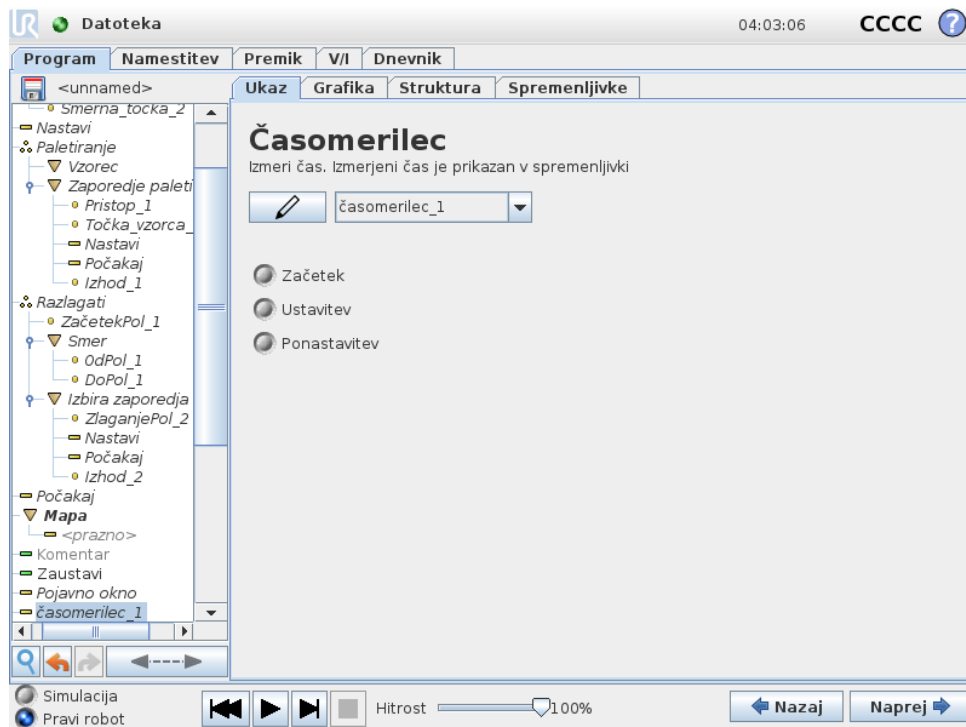 UR Datoteka 04:03:06 CCCC ?
Program Namestitev Premik V/I Dnevnik
<unnamed>
Ukaz Grafika Struktura Spremenljivke
Smerna_točka_2
Nastavi
Paletiranje
Vzorec
Zaporedje paleti
Pristop_1
Točka_vzorca_
Nastavi
Počakaj
Izhod_1
Razlagati
ZačetekPol_1
Smer
OdPol_1
DoPol_1
Izbira zaporedja
ZlaganjePol_2
Nastavi
Počakaj
Izhod_2
Počakaj
Mapa
<prazno>
Komentar
Zaustavi
Pojavno okno
časomerilec_1
Časomerilec
Izmeri čas. Izmerjeni čas je prikazan v spremenljivki
časomerilec_1
Začetek
Ustavitev
Ponastavitev
Simulacija
Pravi robot
Hitrost 100%
Nazaj Naprej